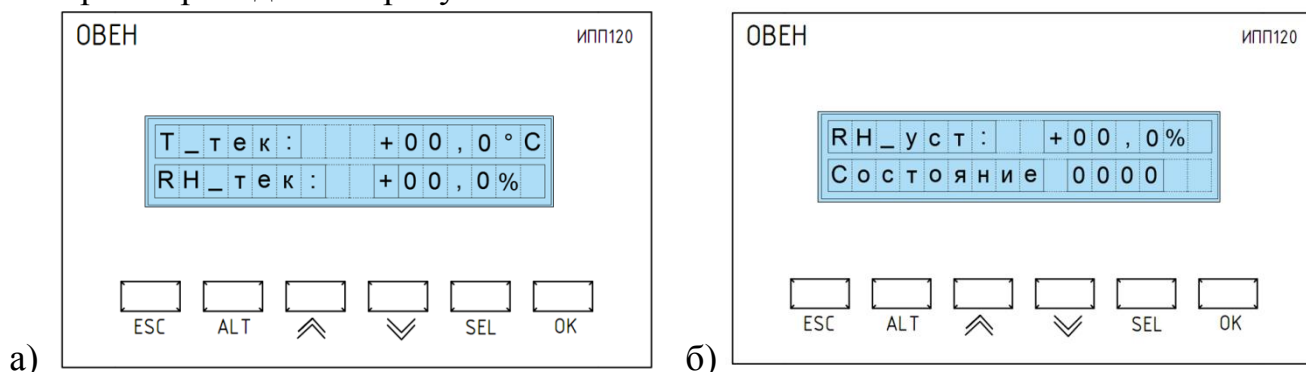 ОВЕН ИПП120
Т_тек: +00,0°C
RH_тек: +00,0%
ESC ALT SEL OK
а)
ОВЕН ИПП120
RH_уст: +00,0%
Состояние 0000
ESC ALT SEL OK
б)